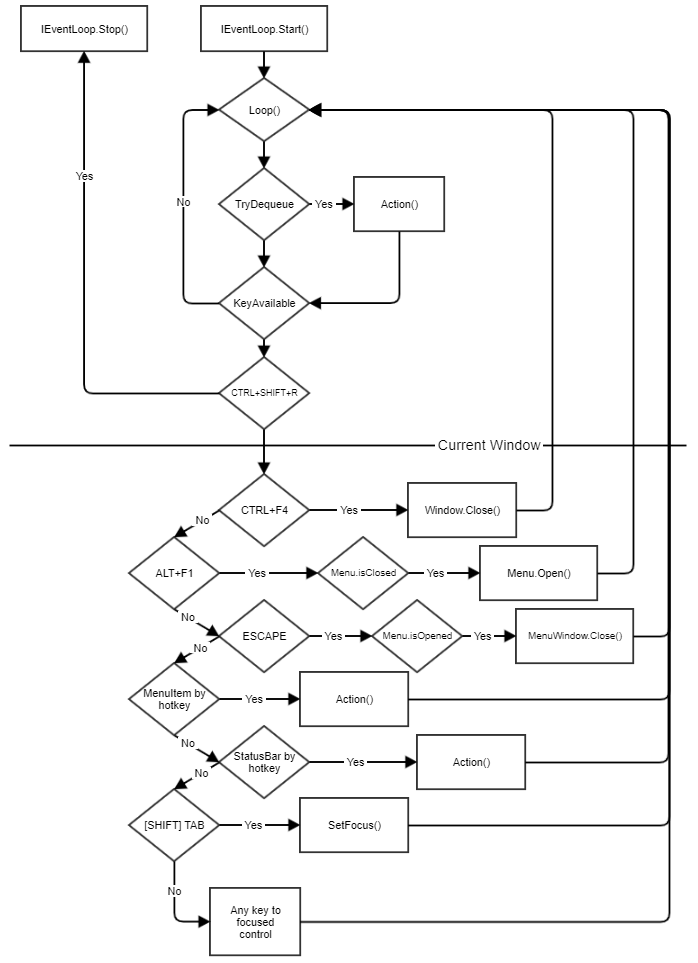 IEventLoop.Stop()
IEventLoop.Start()
Loop()
Yes
No
TryDequeue
Yes
Action()
KeyAvailable
CTRL+SHIFT+R
Current Window
CTRL+F4
Yes
Window.Close()
No
ALT+F1
Yes
Menu.isClosed
Yes
Menu.Open()
No
ESCAPE
Yes
Menu.isOpened
Yes
MenuWindow.Close()
No
MenuItem by
hotkey
Yes
Action()
No
StatusBar by
hotkey
Yes
Action()
No
[SHIFT] TAB
Yes
SetFocus()
No
Any key to
focused
control